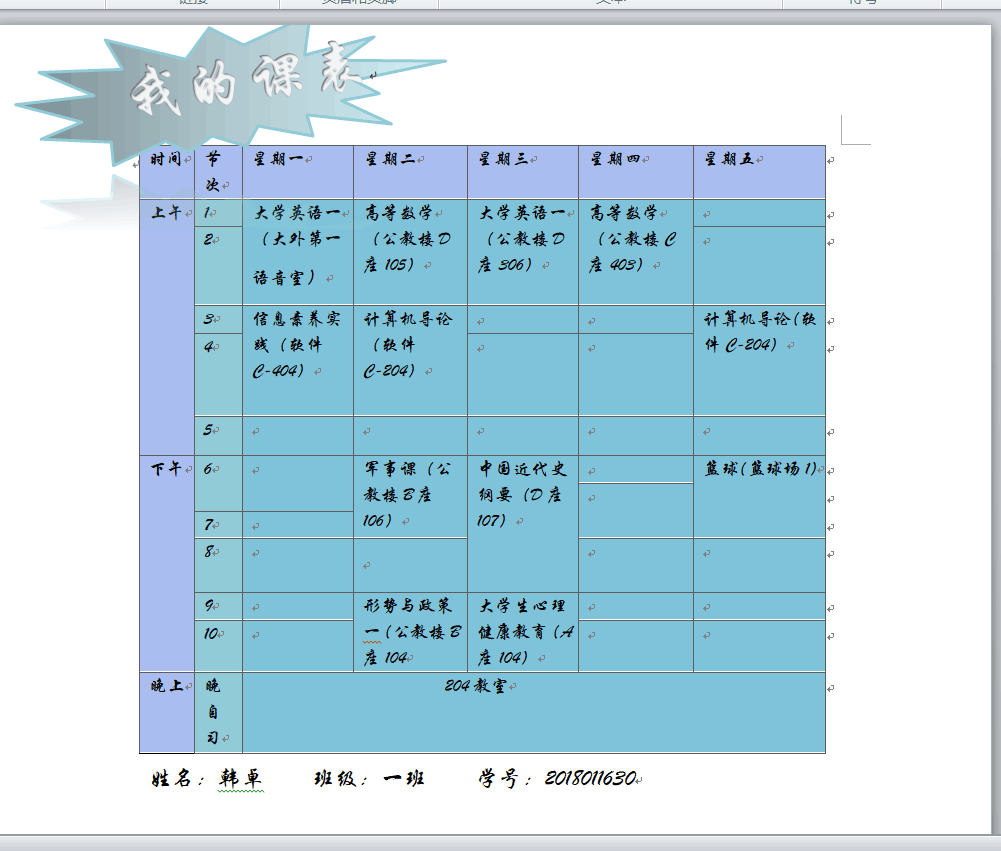 我的课表
时间 节次 星期一 星期二 星期三 星期四 星期五
上午 1 大学英语一 高等数学 大学英语一 高等数学
2 （大外第一 （公教楼D （公教楼D （公教楼C
语音室） 座105） 座306） 座403）
3 信息素养实 计算机导论 计算机导论(软
4 践（软件 （软件 件C-204）
C-404） C-204）
5
下午 6 军事课（公 中国近代史 篮球(篮球场1)
教楼B座 纲要（D座
7 106） 107）
8
9 形势与政策 大学生心理
10 一(公教楼B 健康教育(A
座104 座104）
晚上 晚自习 204教室
姓名：韩卓 班级：一班 学号：2018011630